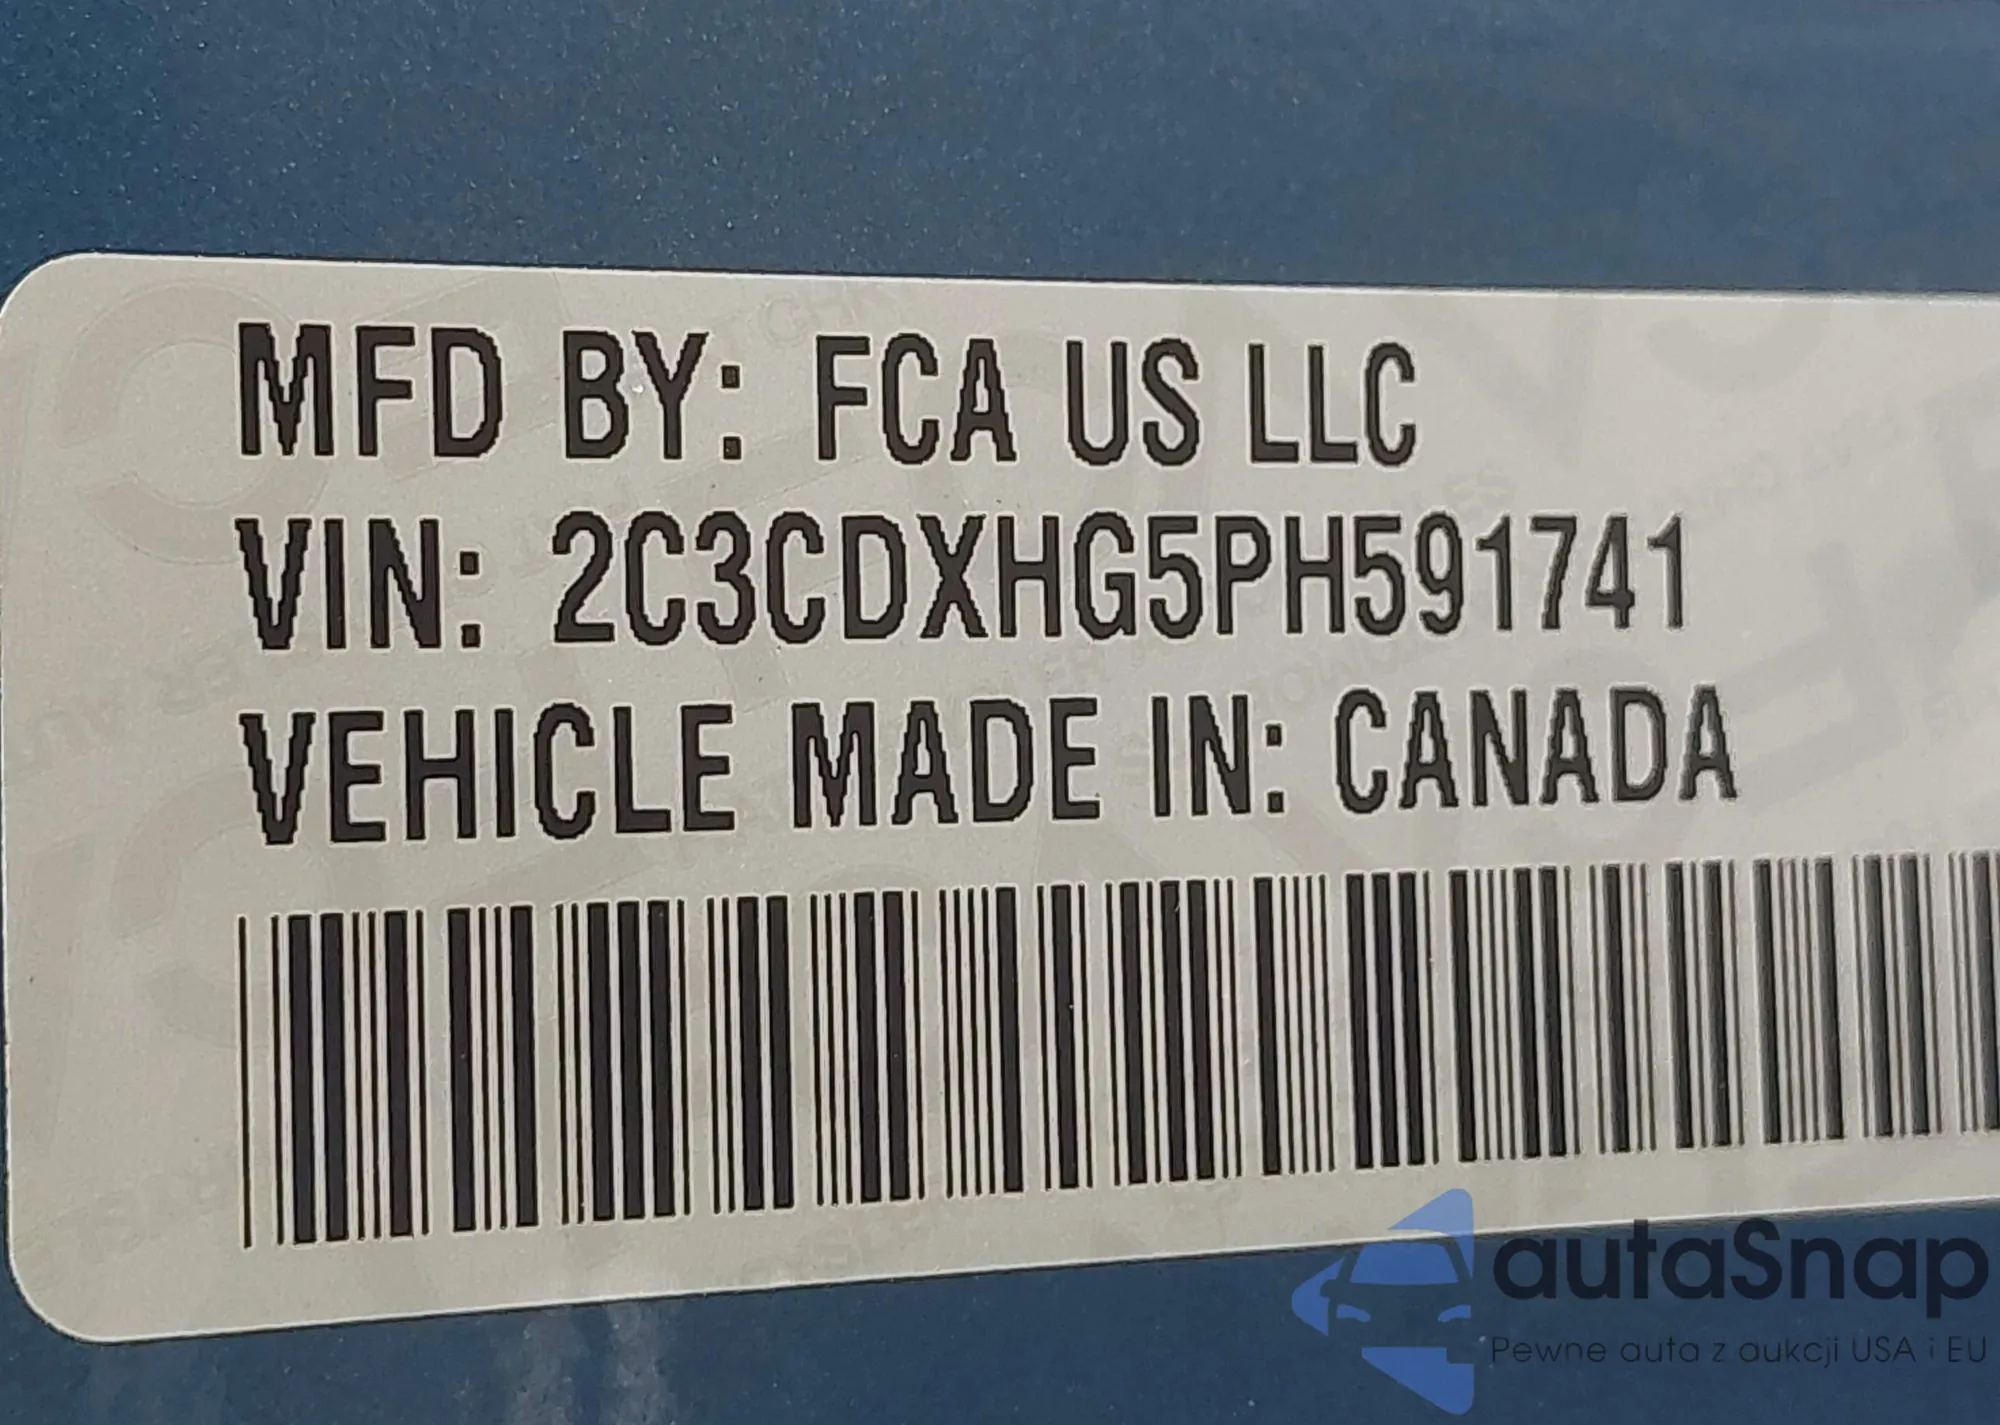 MFD BY: FCA US LLC
VIN: 2C3CDXHG5PH591741
VEHICLE MADE IN: CANADA
autaSnap
Pewne auta z aukcji USA i EU